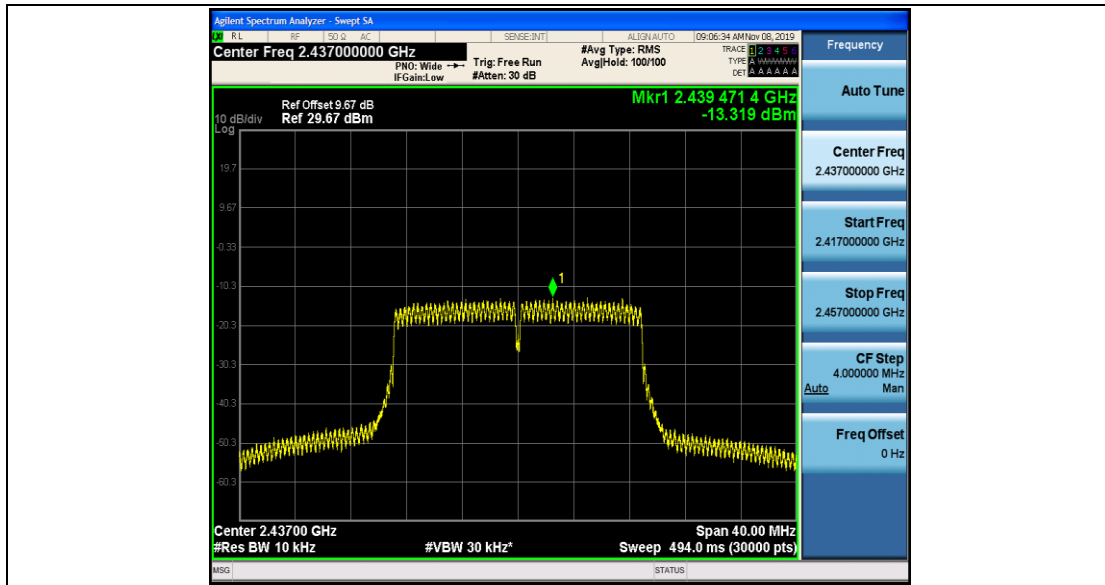 Agilent Spectrum Analyzer - Swept SA
RL RF 50 Ω AC SENSE:INT ALIGNAUTO 09:06:34 AM Nov 08, 2019
Center Freq 2.437000000 GHz
PNO: Wide
IFGain:Low
Trig: Free Run
#Atten: 30 dB
#Avg Type: RMS
Avg|Hold: 100/100
TRACE 1 2 3 4 5 6
TYPE A WWWWW
DET A A A A A A
Mkr1 2.439 471 4 GHz
-13.319 dBm
Ref Offset 9.67 dB
10 dB/div Ref 29.67 dBm
Log
19.7
9.67
-0.33
-10.3
-20.3
-30.3
-40.3
-50.3
-60.3
1
Center 2.43700 GHz Span 40.00 MHz
#Res BW 10 kHz #VBW 30 kHz* Sweep 494.0 ms (30000 pts)
MSG STATUS
Frequency
Auto Tune
Center Freq
2.437000000 GHz
Start Freq
2.417000000 GHz
Stop Freq
2.457000000 GHz
CF Step
4.000000 MHz
Auto Man
Freq Offset
0 Hz